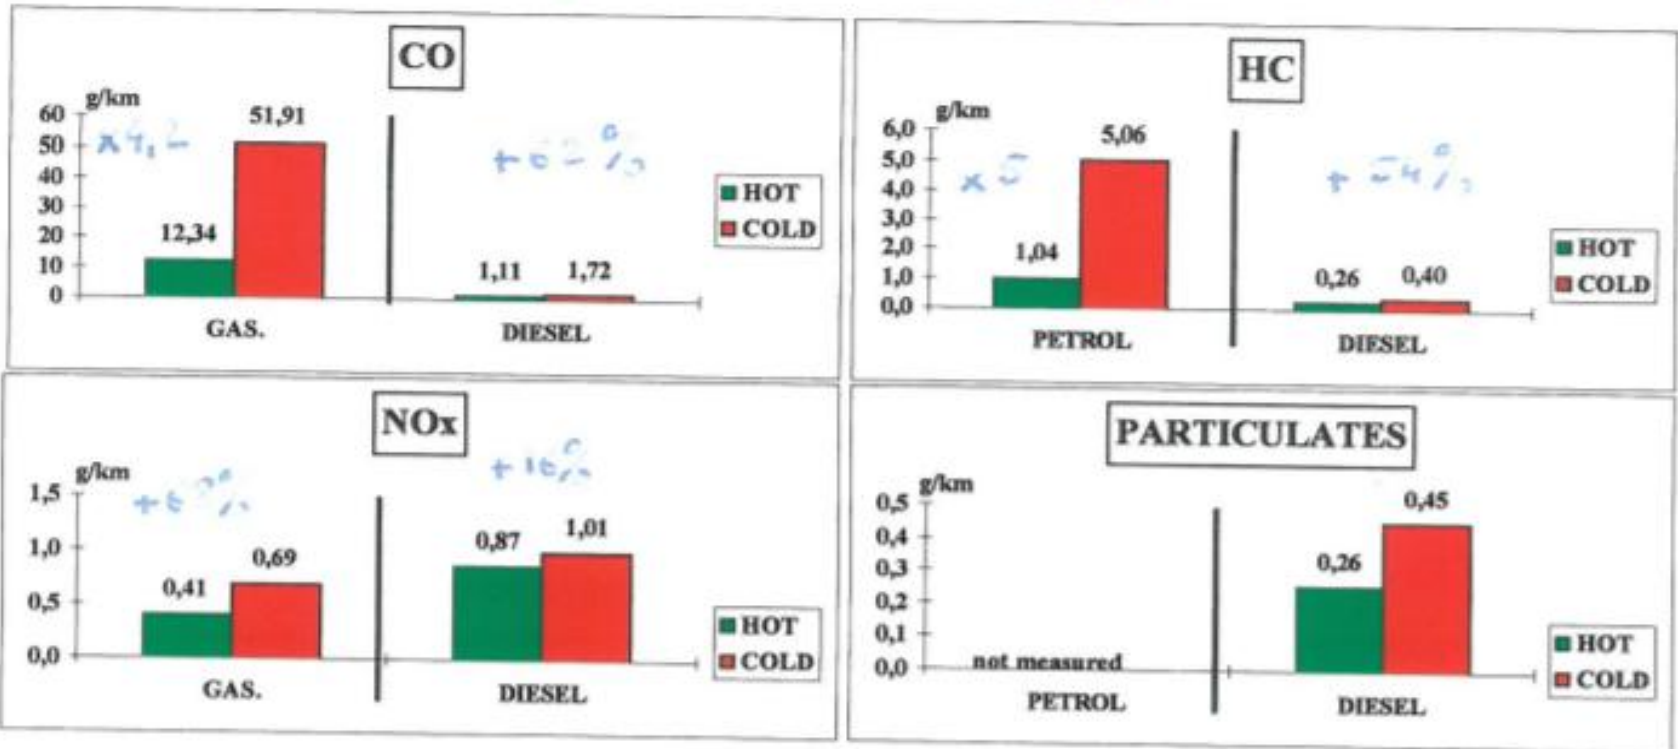 CO
g/km
60
50
40
30
20
10
0
51,91
12,34
1,11
1,72
x4,2
HOT
COLD
GAS.
DIESEL
HC
g/km
6,0
5,0
4,0
3,0
2,0
1,0
0,0
5,06
1,04
0,26
0,40
x 5
+ 54%
HOT
COLD
PETROL
DIESEL
NOx
g/km
1,5
1,0
0,5
0,0
0,41
0,69
0,87
1,01
+16%
HOT
COLD
GAS.
DIESEL
PARTICULATES
g/km
0,5
0,4
0,3
0,2
0,1
0,0
0,45
0,26
not measured
HOT
COLD
PETROL
DIESEL